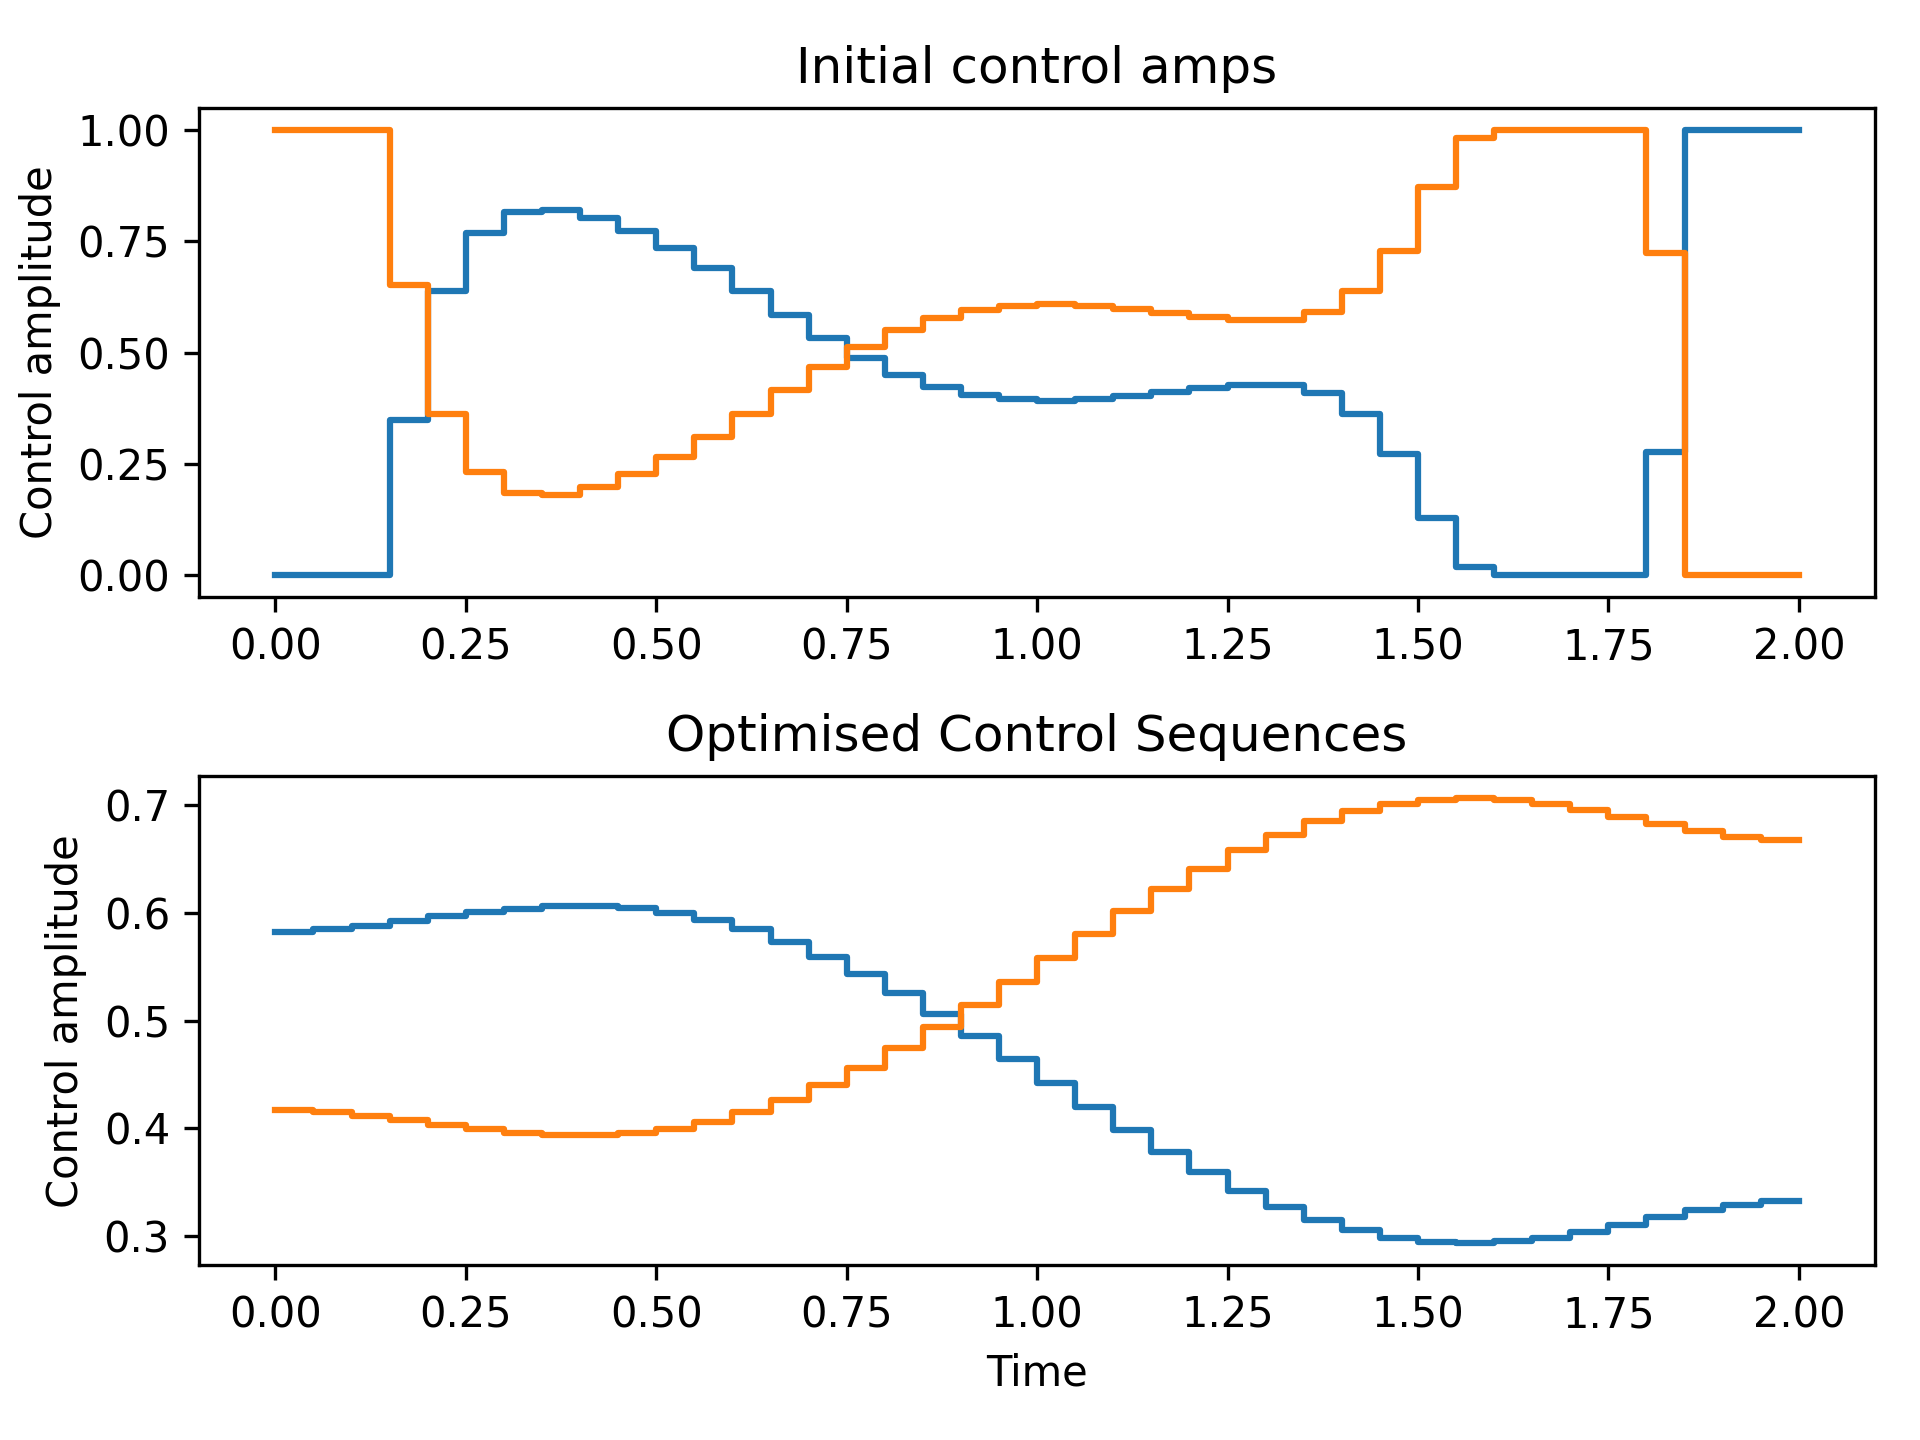 Initial control amps
Control amplitude
1.00
0.75
0.50
0.25
0.00
0.00 0.25 0.50 0.75 1.00 1.25 1.50 1.75 2.00
Optimised Control Sequences
Control amplitude
0.7
0.6
0.5
0.4
0.3
0.00 0.25 0.50 0.75 1.00 1.25 1.50 1.75 2.00
Time